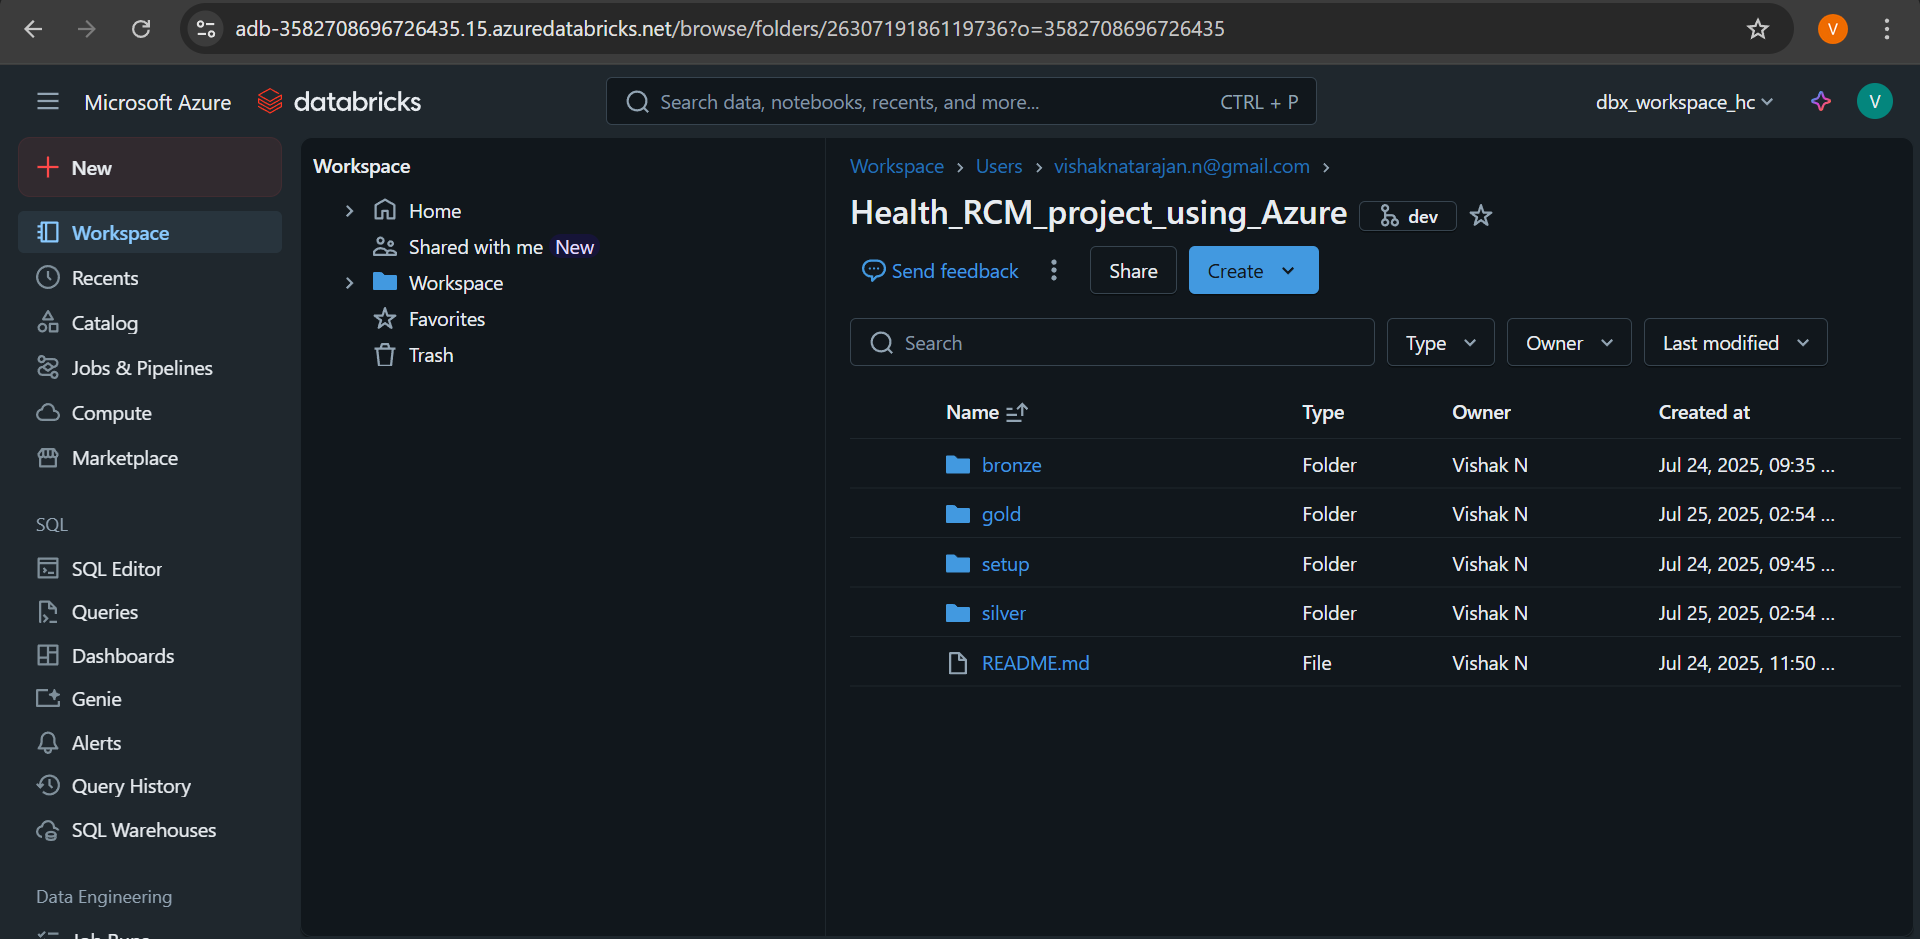 adb-3582708696726435.15.azuredatabricks.net/browse/folders/2630719186119736?o=3582708696726435
V
Microsoft Azure databricks
Search data, notebooks, recents, and more... CTRL + P
dbx_workspace_hc
V
New
Workspace
Recents
Catalog
Jobs & Pipelines
Compute
Marketplace
SQL
SQL Editor
Queries
Dashboards
Genie
Alerts
Query History
SQL Warehouses
Data Engineering
Job Runs
Workspace
Home
Shared with me New
Workspace
Favorites
Trash
Workspace > Users > vishaknatarajan.n@gmail.com >
Health_RCM_project_using_Azure dev
Send feedback Share Create
Search Type Owner Last modified
Name Type Owner Created at
bronze Folder Vishak N Jul 24, 2025, 09:35 ...
gold Folder Vishak N Jul 25, 2025, 02:54 ...
setup Folder Vishak N Jul 24, 2025, 09:45 ...
silver Folder Vishak N Jul 25, 2025, 02:54 ...
README.md File Vishak N Jul 24, 2025, 11:50 ...